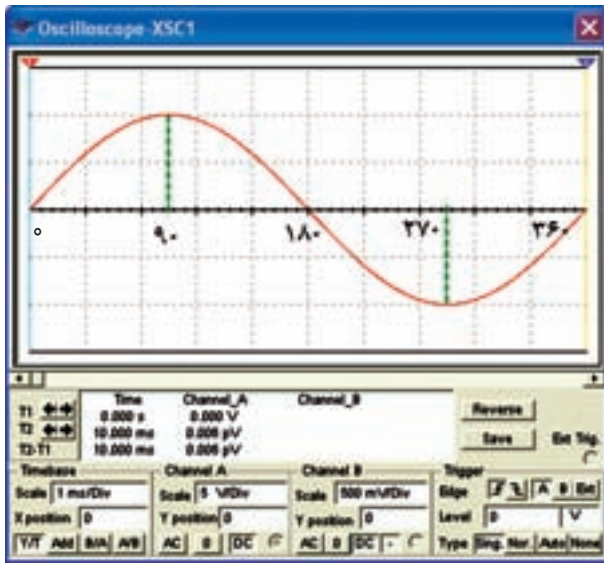 Oscilloscope-XSC1
° ۹۰ ۱۸۰ ۲۷۰ ۳۶۰
Time Channel_A Channel_B
T1 0.000 s 0.000 V
T2 10.000 ms 0.006 pV
T2-T1 10.000 ms 0.006 pV
Reverse
Save
Ext Trig.
Timebase Channel A Channel B Trigger
Scale 1 ms/Div Scale 5 V/Div Scale 500 mV/Div Edge A B Ext
X position 0 Y position 0 Y position 0 Level 0 V
Y/T Add B/A A/B AC 0 DC AC 0 DC - Type Sing. Nor. Auto None